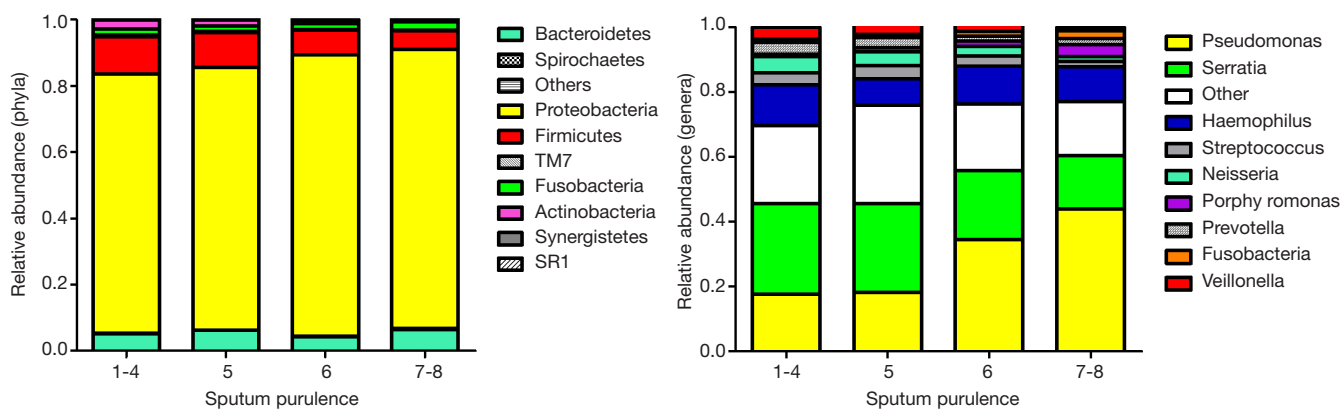 Relative abundance (phyla)
1.0
0.8
0.6
0.4
0.2
0.0
1-4
5
6
7-8
Sputum purulence
Bacteroidetes
Spirochaetes
Others
Proteobacteria
Firmicutes
TM7
Fusobacteria
Actinobacteria
Synergistetes
SR1
Relative abundance (genera)
1.0
0.8
0.6
0.4
0.2
0.0
1-4
5
6
7-8
Sputum purulence
Pseudomonas
Serratia
Other
Haemophilus
Streptococcus
Neisseria
Porphy romonas
Prevotella
Fusobacteria
Veillonella